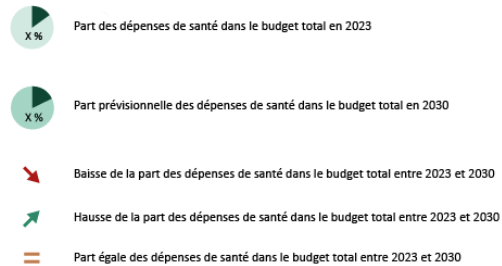 X %
Part des dépenses de santé dans le budget total en 2023
X %
Part prévisionnelle des dépenses de santé dans le budget total en 2030
Baisse de la part des dépenses de santé dans le budget total entre 2023 et 2030
Hausse de la part des dépenses de santé dans le budget total entre 2023 et 2030
Part égale des dépenses de santé dans le budget total entre 2023 et 2030